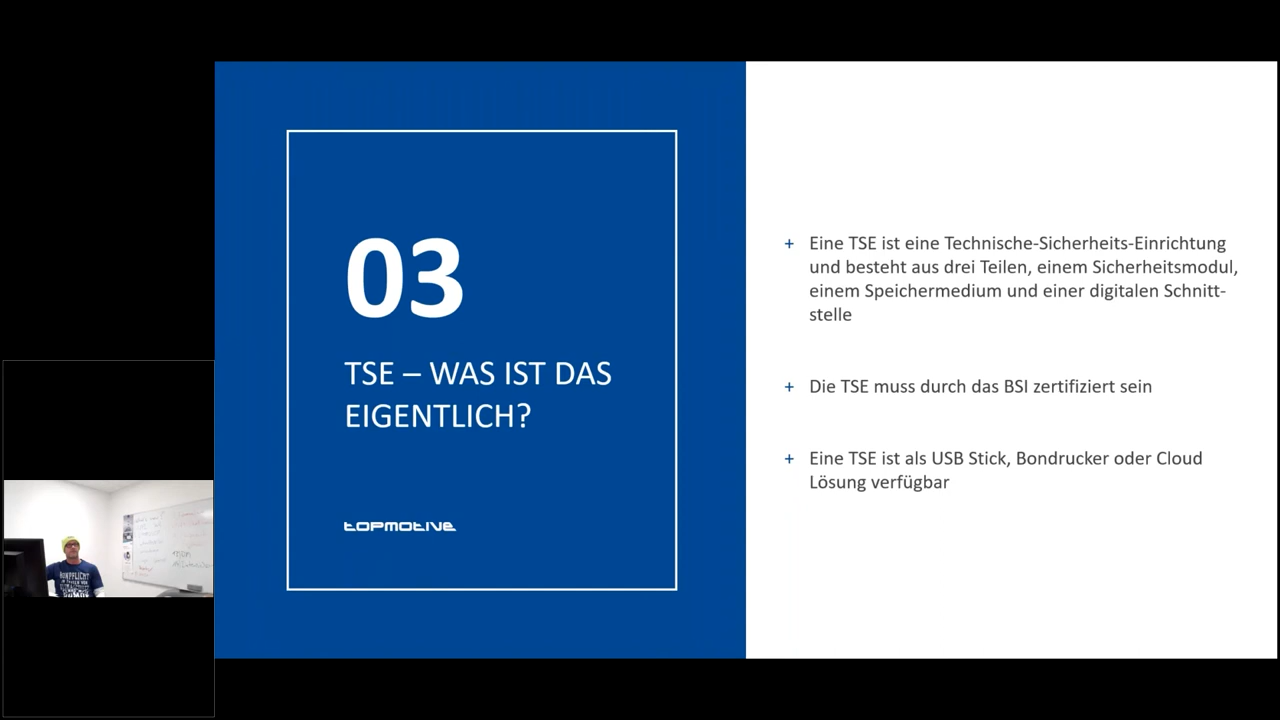 03
TSE – WAS IST DAS
EIGENTLICH?
topmotive
+ Eine TSE ist eine Technische-Sicherheits-Einrichtung
und besteht aus drei Teilen, einem Sicherheitsmodul,
einem Speichermedium und einer digitalen Schnitt-
stelle
+ Die TSE muss durch das BSI zertifiziert sein
+ Eine TSE ist als USB Stick, Bondrucker oder Cloud
Lösung verfügbar